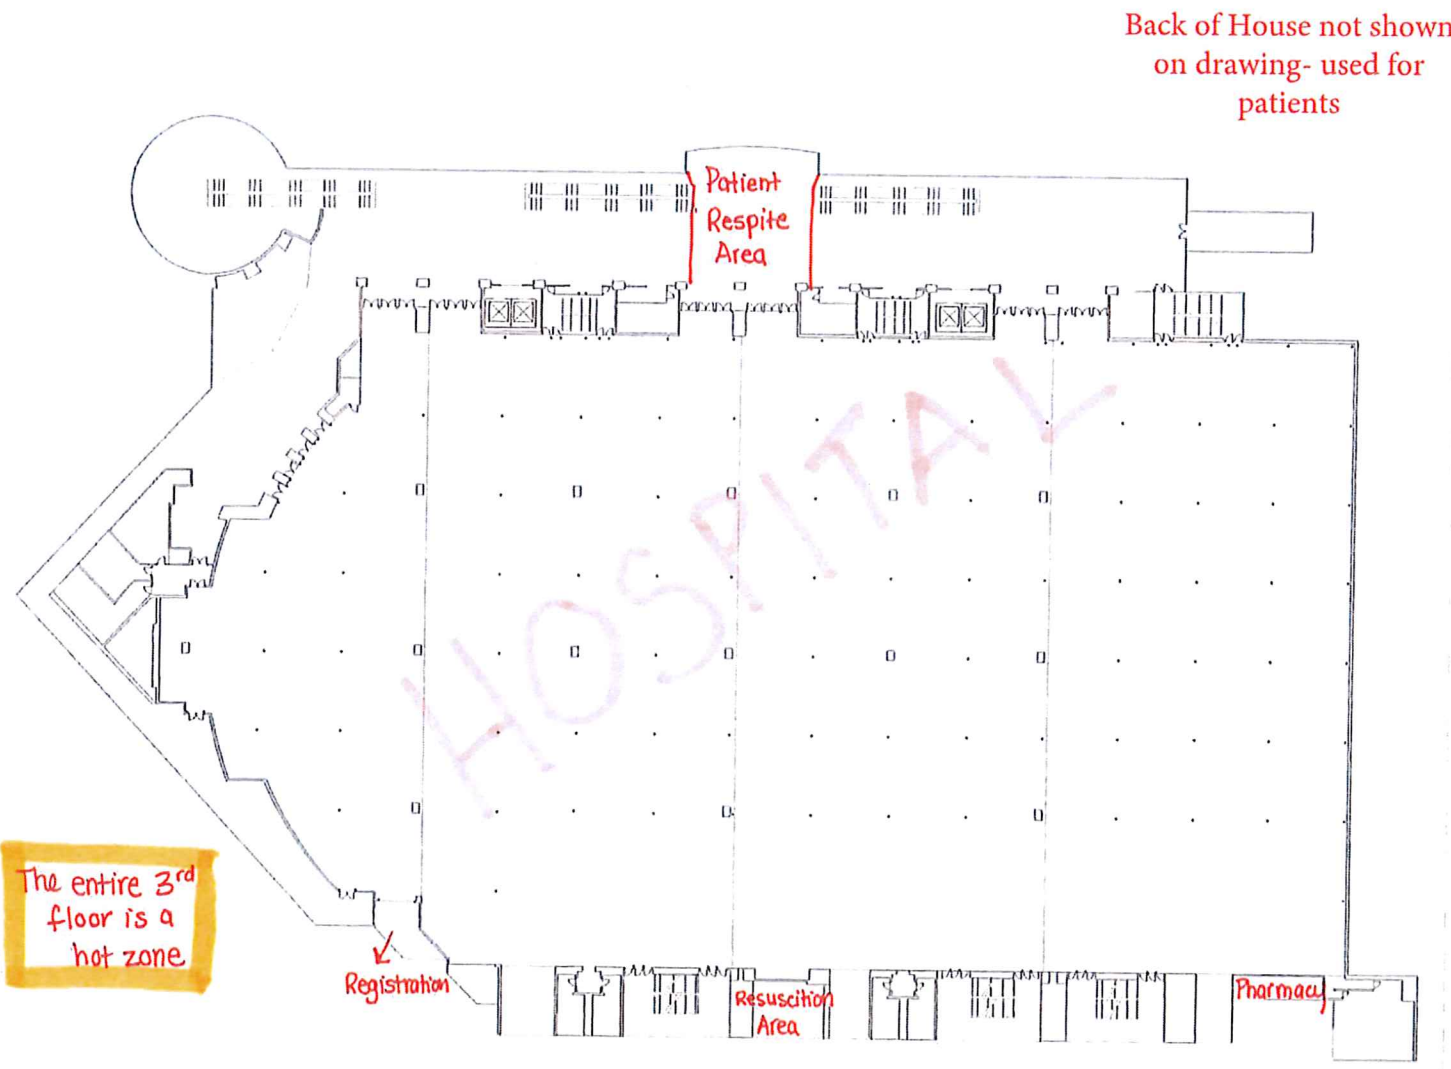 Back of House not shown
on drawing- used for
patients
Patient
Respite
Area
HOSPITAL
The entire 3rd
floor is a
hot zone
Registration
Resuscition
Area
Pharmacy